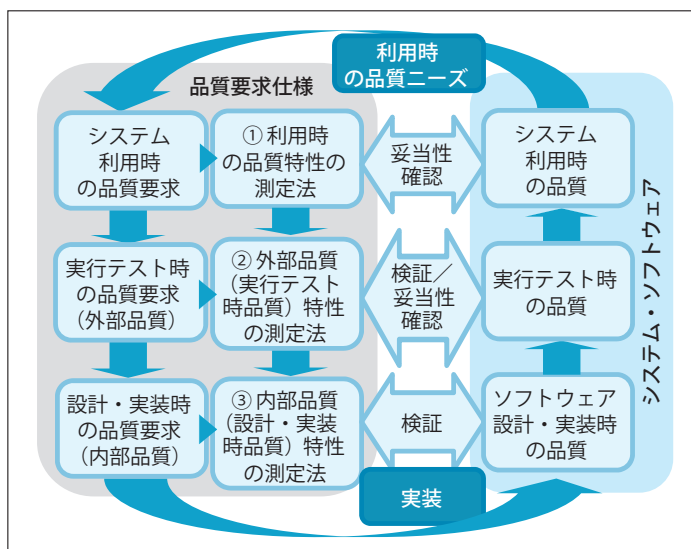 利用時
の品質ニーズ
品質要求仕様
システム
利用時
の品質要求
① 利用時
の品質特性の
測定法
妥当性
確認
システム
利用時
の品質
実行テスト時
の品質要求
(外部品質)
② 外部品質
(実行テスト
時品質)特性
の測定法
検証/
妥当性
確認
実行テスト時
の品質
設計・実装時
の品質要求
(内部品質)
③ 内部品質
(設計・実装
時品質)特性
の測定法
検証
ソフトウェア
設計・実装時
の品質
システム・ソフトウェア
実装